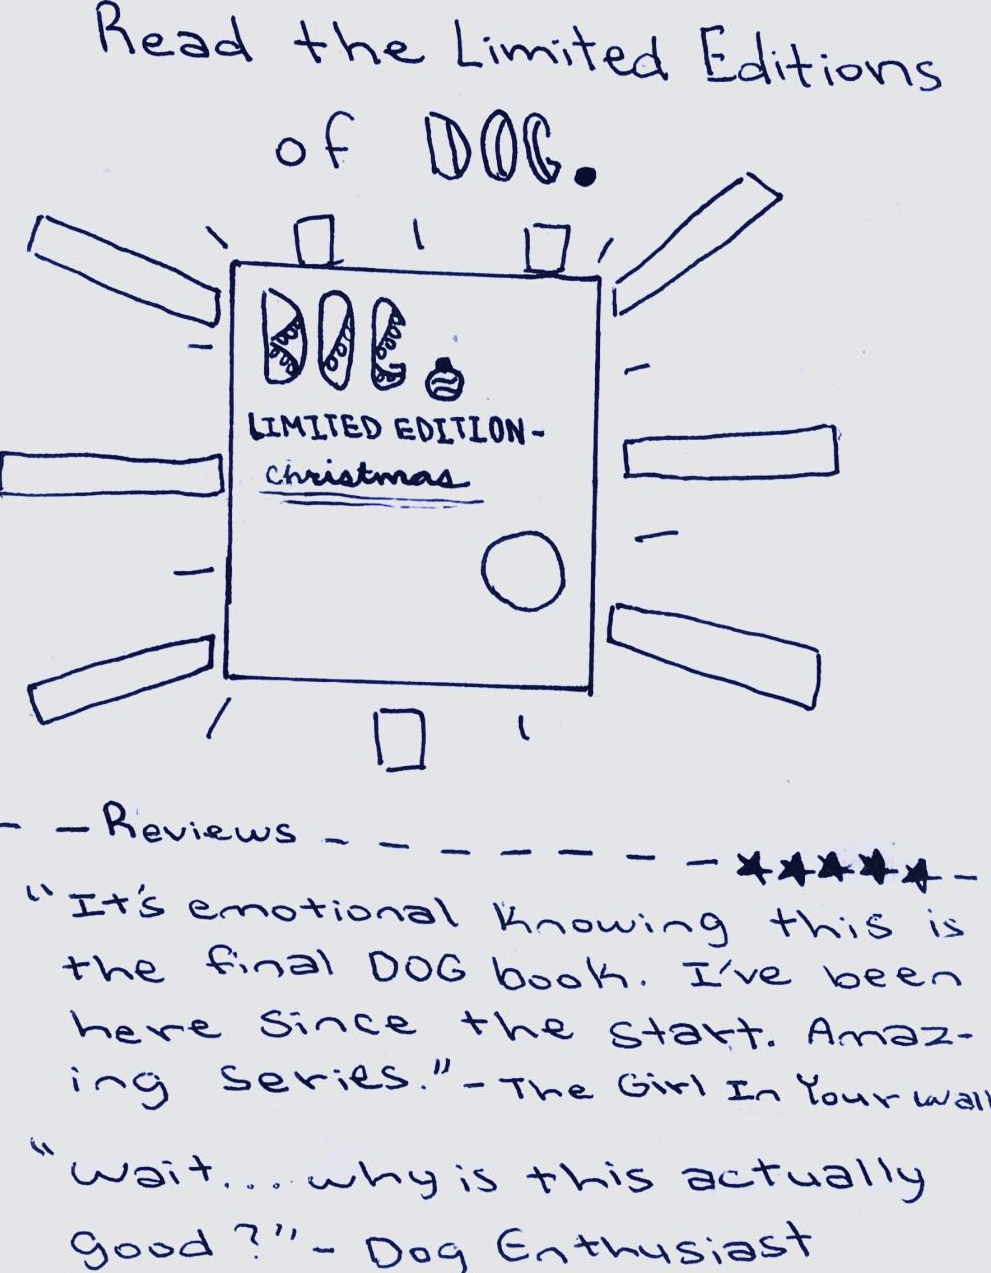 Read the Limited Editions
of DOG.
DOG.
LIMITED EDITION-
christmas
- - Reviews - - - - - - - ★★★★★ -
"It's emotional knowing this is
the final DOG book. I've been
here since the start. Amaz-
ing series." - The Girl In Your Wall
"Wait... why is this actually
good?" - Dog Enthusiast